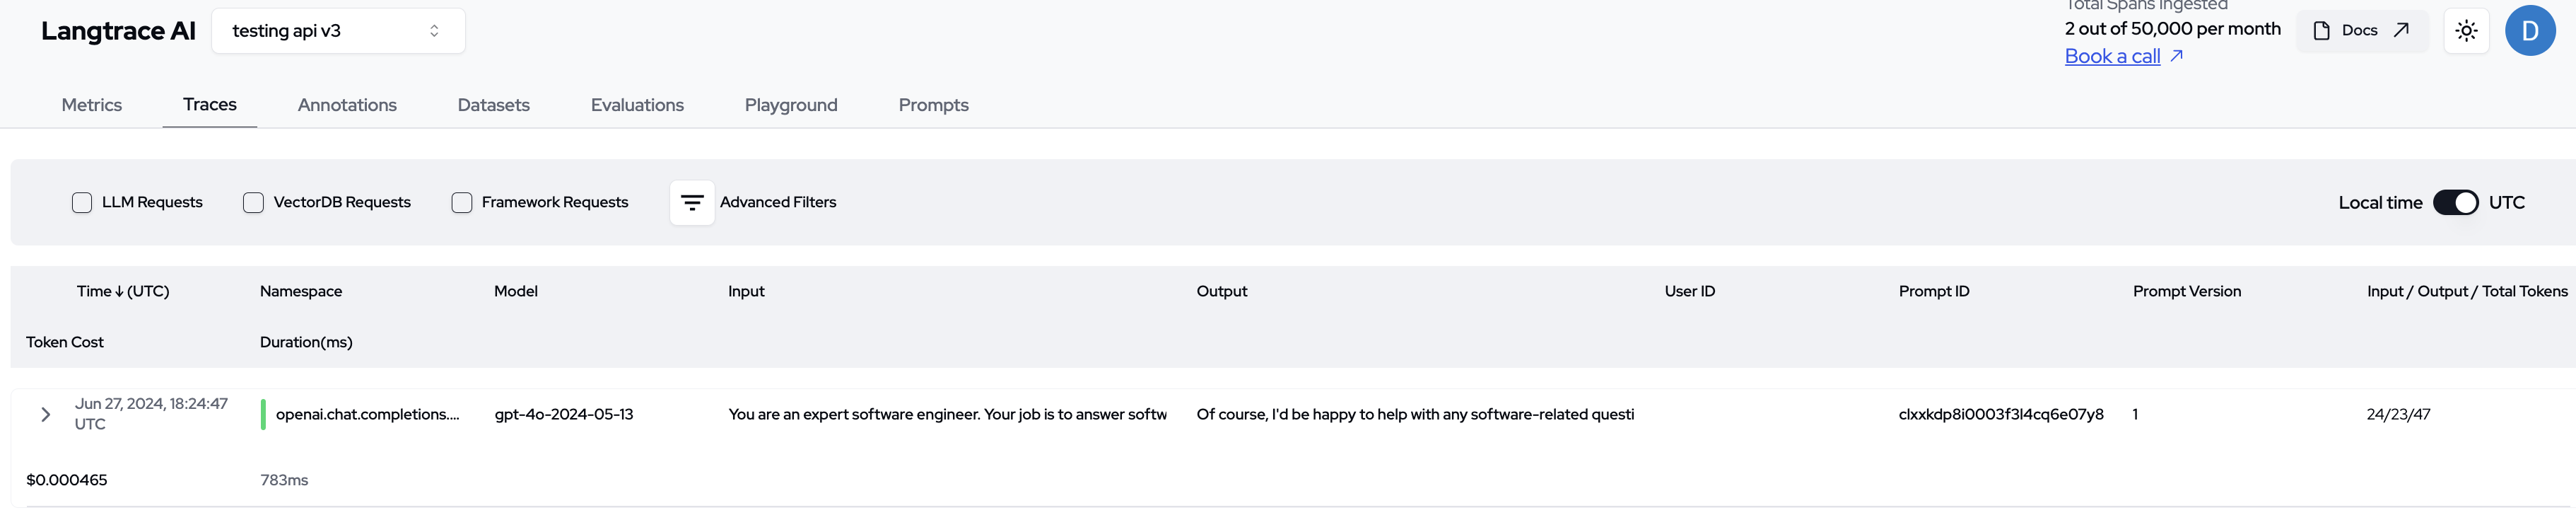 Total Spans Ingested
Langtrace AI
testing api v3
2 out of 50,000 per month
Book a call
Docs
D
Metrics
Traces
Annotations
Datasets
Evaluations
Playground
Prompts
LLM Requests
VectorDB Requests
Framework Requests
Advanced Filters
Local time
UTC
Time ↓ (UTC)
Namespace
Model
Input
Output
User ID
Prompt ID
Prompt Version
Input / Output / Total Tokens
Token Cost
Duration(ms)
Jun 27, 2024, 18:24:47
UTC
openai.chat.completions....
gpt-4o-2024-05-13
You are an expert software engineer. Your job is to answer softw
Of course, I'd be happy to help with any software-related questi
clxxkdp8i0003f3l4cq6e07y8
1
24/23/47
$0.000465
783ms